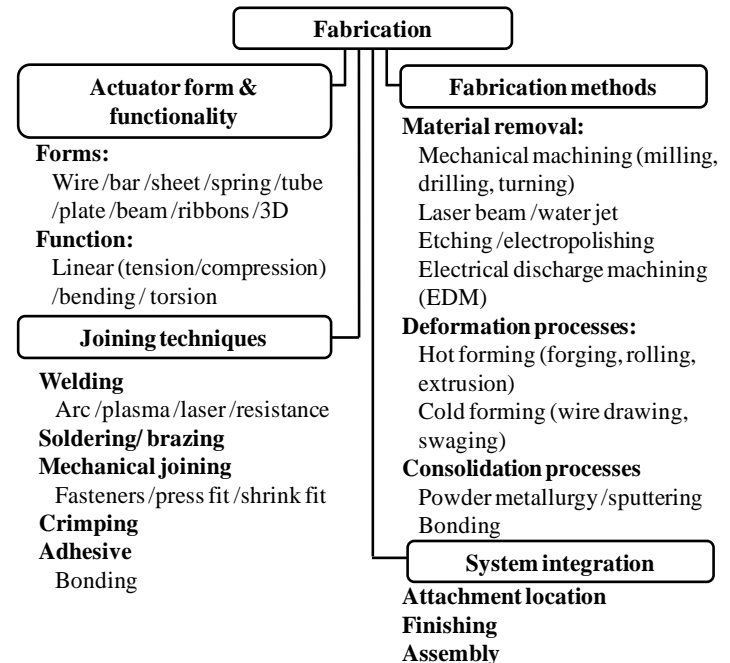 Fabrication
Actuator form &
functionality
Forms:
Wire/bar/sheet/spring/tube
/plate/beam/ribbons/3D
Function:
Linear (tension/compression)
/bending/ torsion
Joining techniques
Welding
Arc/plasma/laser/resistance
Soldering/ brazing
Mechanical joining
Fasteners/press fit/shrink fit
Crimping
Adhesive
Bonding
Fabrication methods
Material removal:
Mechanical machining (milling,
drilling, turning)
Laser beam/water jet
Etching/electropolishing
Electrical discharge machining
(EDM)
Deformation processes:
Hot forming (forging, rolling,
extrusion)
Cold forming (wire drawing,
swaging)
Consolidation processes
Powder metallurgy/sputtering
Bonding
System integration
Attachment location
Finishing
Assembly